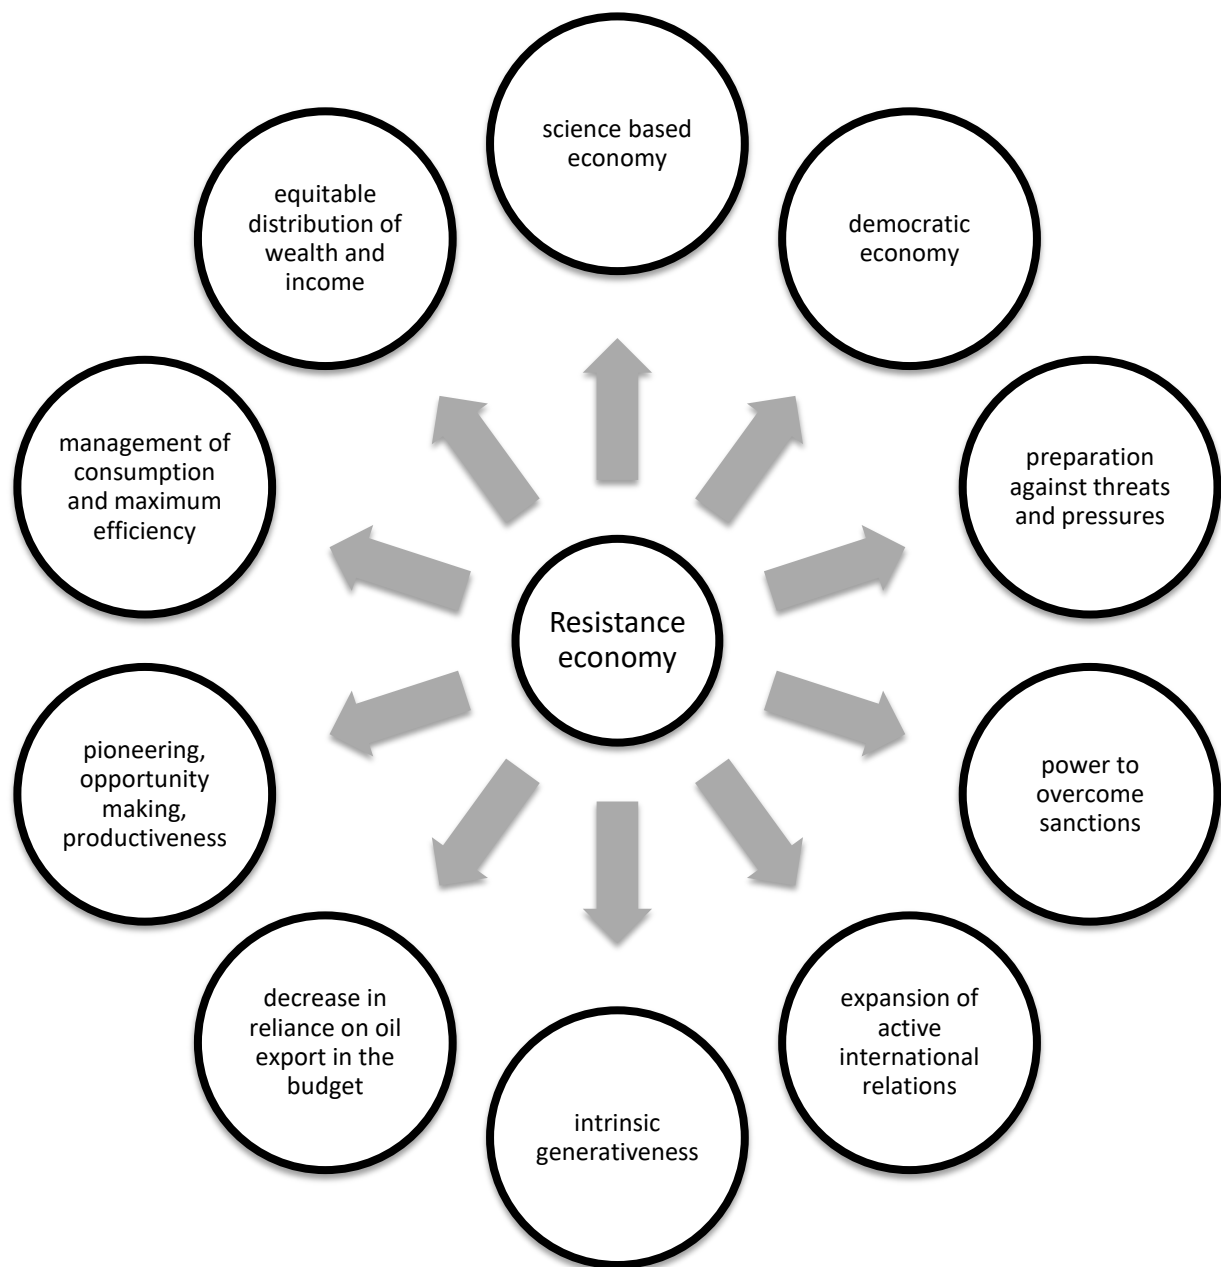 science based
economy
democratic
economy
preparation
against threats
and pressures
power to
overcome
sanctions
expansion of
active
international
relations
intrinsic
generativeness
decrease in
reliance on oil
export in the
budget
pioneering,
opportunity
making,
productiveness
management of
consumption
and maximum
efficiency
equitable
distribution of
wealth and
income
Resistance
economy